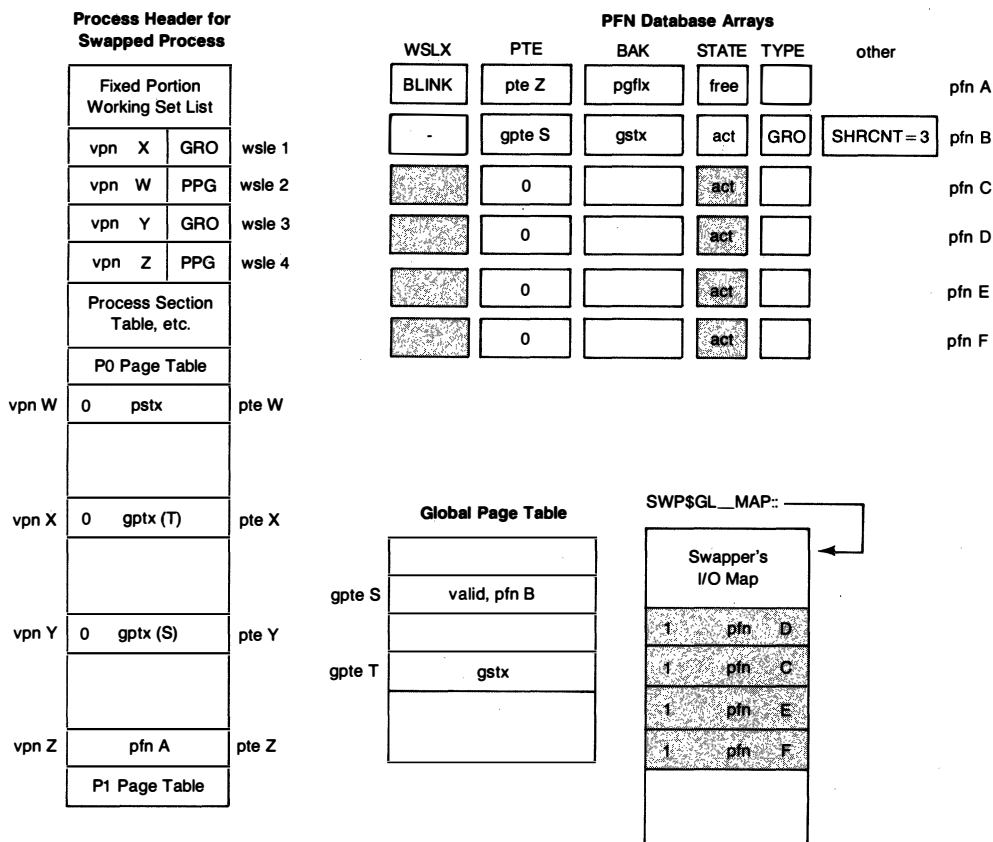 Process Header for
Swapped Process
Fixed Portion
Working Set List
vpn X GRO wsle 1
vpn W PPG wsle 2
vpn Y GRO wsle 3
vpn Z PPG wsle 4
Process Section
Table, etc.
P0 Page Table
vpn W 0 pstx pte W
vpn X 0 gptx (T) pte X
vpn Y 0 gptx (S) pte Y
vpn Z pfn A pte Z
P1 Page Table
PFN Database Arrays
WSLX PTE BAK STATE TYPE other
BLINK pte Z pgflx free pfn A
- gpte S gstx act GRO SHRCNT = 3 pfn B
0 act pfn C
0 act pfn D
0 act pfn E
0 act pfn F
Global Page Table
gpte S valid, pfn B
gpte T gstx
SWP$GL__MAP::
Swapper's
I/O Map
1 pfn D
1 pfn C
1 pfn E
1 pfn F